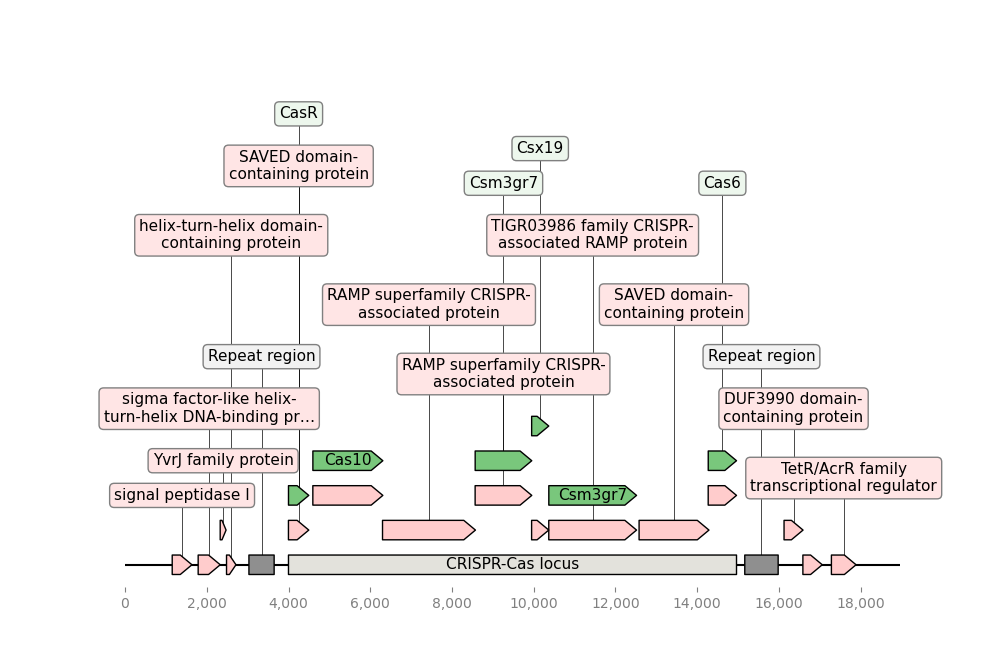 CasR
Csx19
SAVED domain-
containing protein
Csm3gr7
Cas6
helix-turn-helix domain-
containing protein
TIGR03986 family CRISPR-
associated RAMP protein
RAMP superfamily CRISPR-
associated protein
SAVED domain-
containing protein
Repeat region
Repeat region
RAMP superfamily CRISPR-
associated protein
sigma factor-like helix-
turn-helix DNA-binding pr...
DUF3990 domain-
containing protein
YvrJ family protein
Cas10
TetR/AcrR family
transcriptional regulator
signal peptidase I
Csm3gr7
CRISPR-Cas locus
0 2,000 4,000 6,000 8,000 10,000 12,000 14,000 16,000 18,000